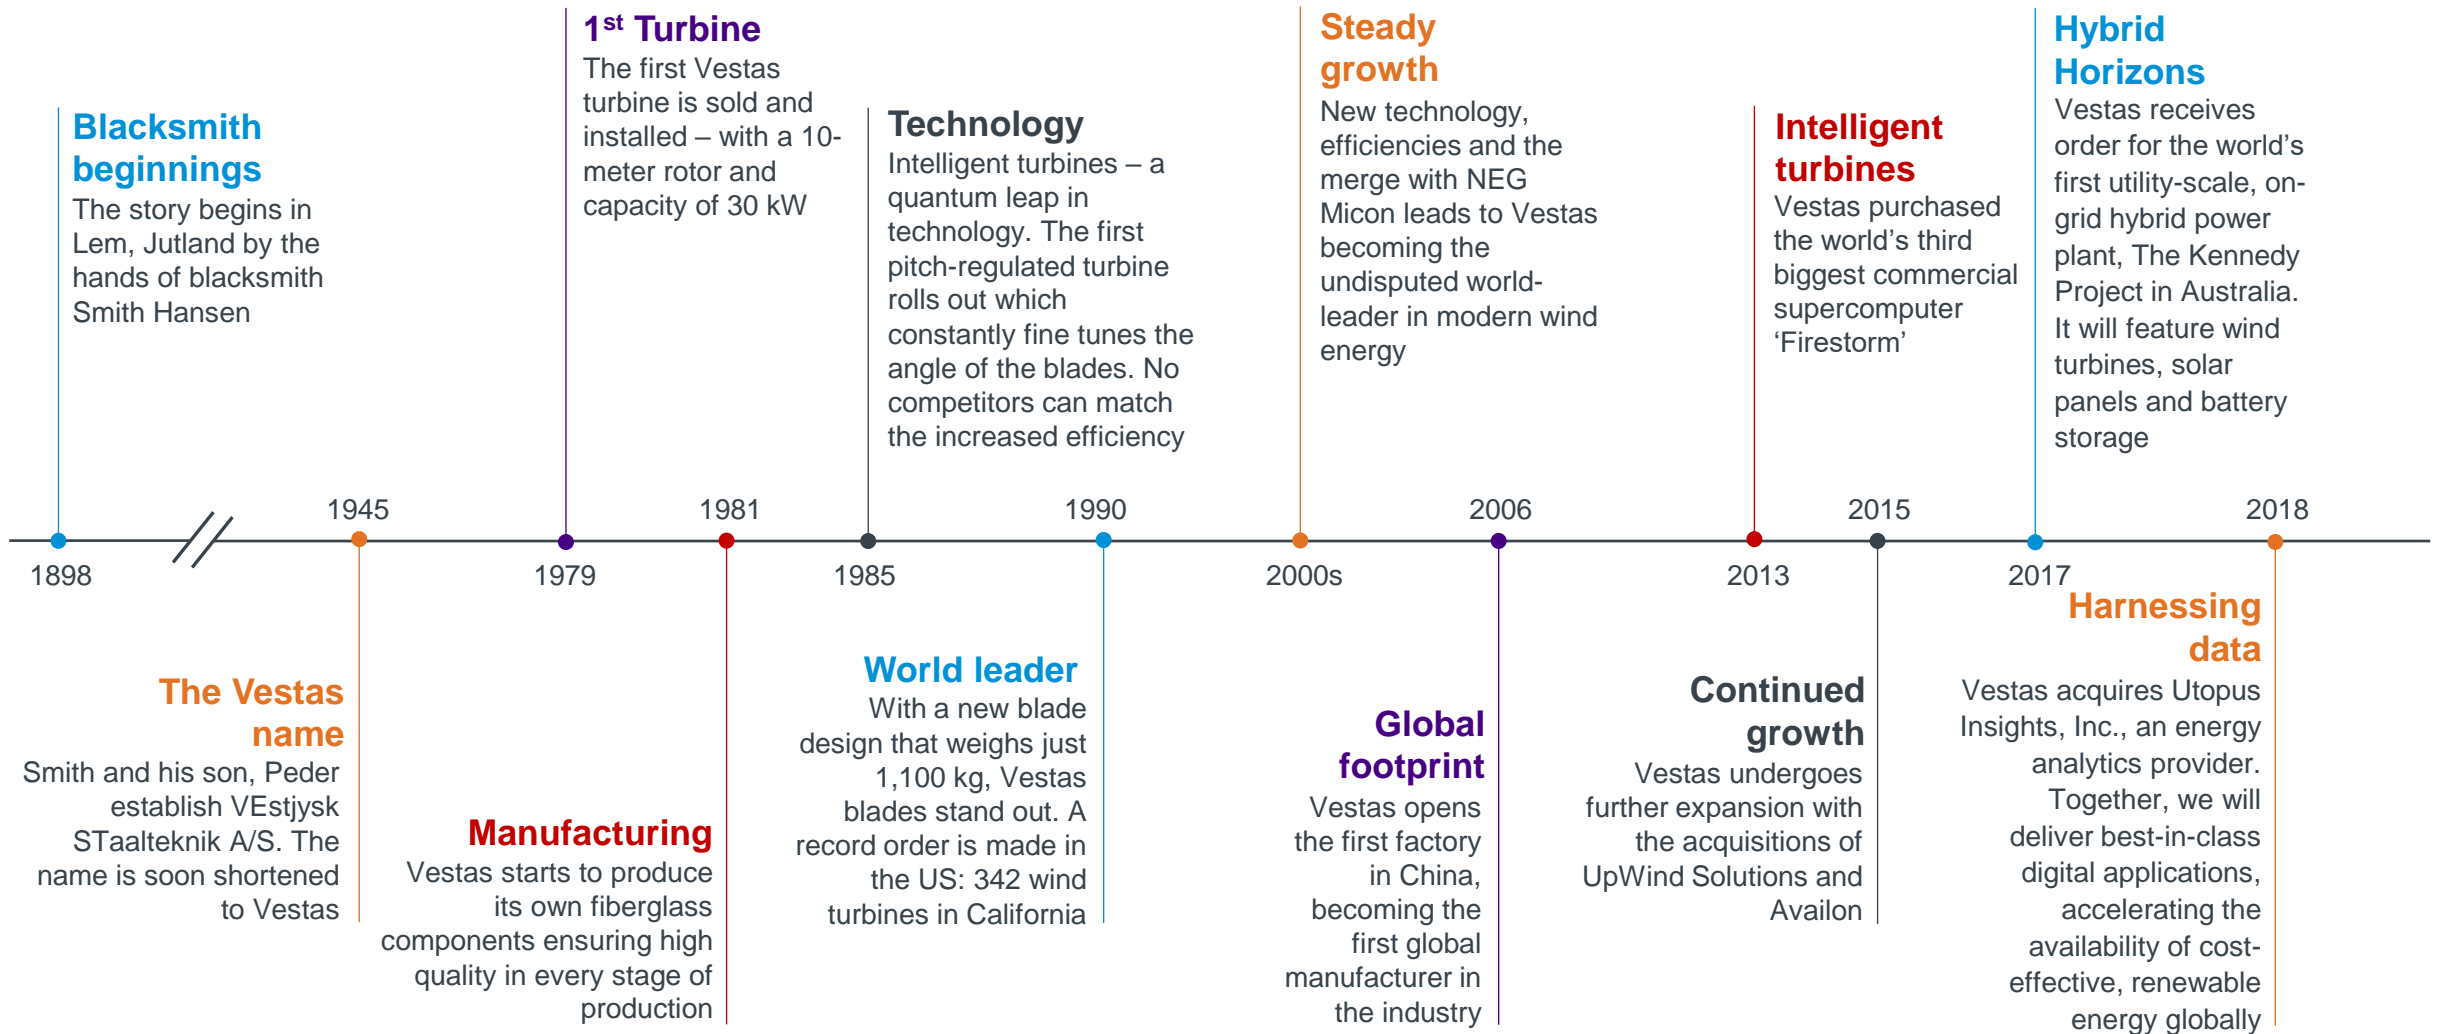 Blacksmith
beginnings
The story begins in
Lem, Jutland by the
hands of blacksmith
Smith Hansen
1898
1945
The Vestas
name
Smith and his son, Peder
establish VEstjysk
STaalteknik A/S. The
name is soon shortened
to Vestas
1st Turbine
The first Vestas
turbine is sold and
installed – with a 10-
meter rotor and
capacity of 30 kW
1979
1981
Manufacturing
Vestas starts to produce
its own fiberglass
components ensuring high
quality in every stage of
production
Technology
Intelligent turbines – a
quantum leap in
technology. The first
pitch-regulated turbine
rolls out which
constantly fine tunes the
angle of the blades. No
competitors can match
the increased efficiency
1985
1990
World leader
With a new blade
design that weighs just
1,100 kg, Vestas
blades stand out. A
record order is made in
the US: 342 wind
turbines in California
Steady
growth
New technology,
efficiencies and the
merge with NEG
Micon leads to Vestas
becoming the
undisputed world-
leader in modern wind
energy
2000s
2006
Global
footprint
Vestas opens
the first factory
in China,
becoming the
first global
manufacturer in
the industry
Intelligent
turbines
Vestas purchased
the world's third
biggest commercial
supercomputer
‘Firestorm’
2013
2015
Continued
growth
Vestas undergoes
further expansion with
the acquisitions of
UpWind Solutions and
Availon
Hybrid
Horizons
Vestas receives
order for the world’s
first utility-scale, on-
grid hybrid power
plant, The Kennedy
Project in Australia.
It will feature wind
turbines, solar
panels and battery
storage
2017
2018
Harnessing
data
Vestas acquires Utopus
Insights, Inc., an energy
analytics provider.
Together, we will
deliver best-in-class
digital applications,
accelerating the
availability of cost-
effective, renewable
energy globally